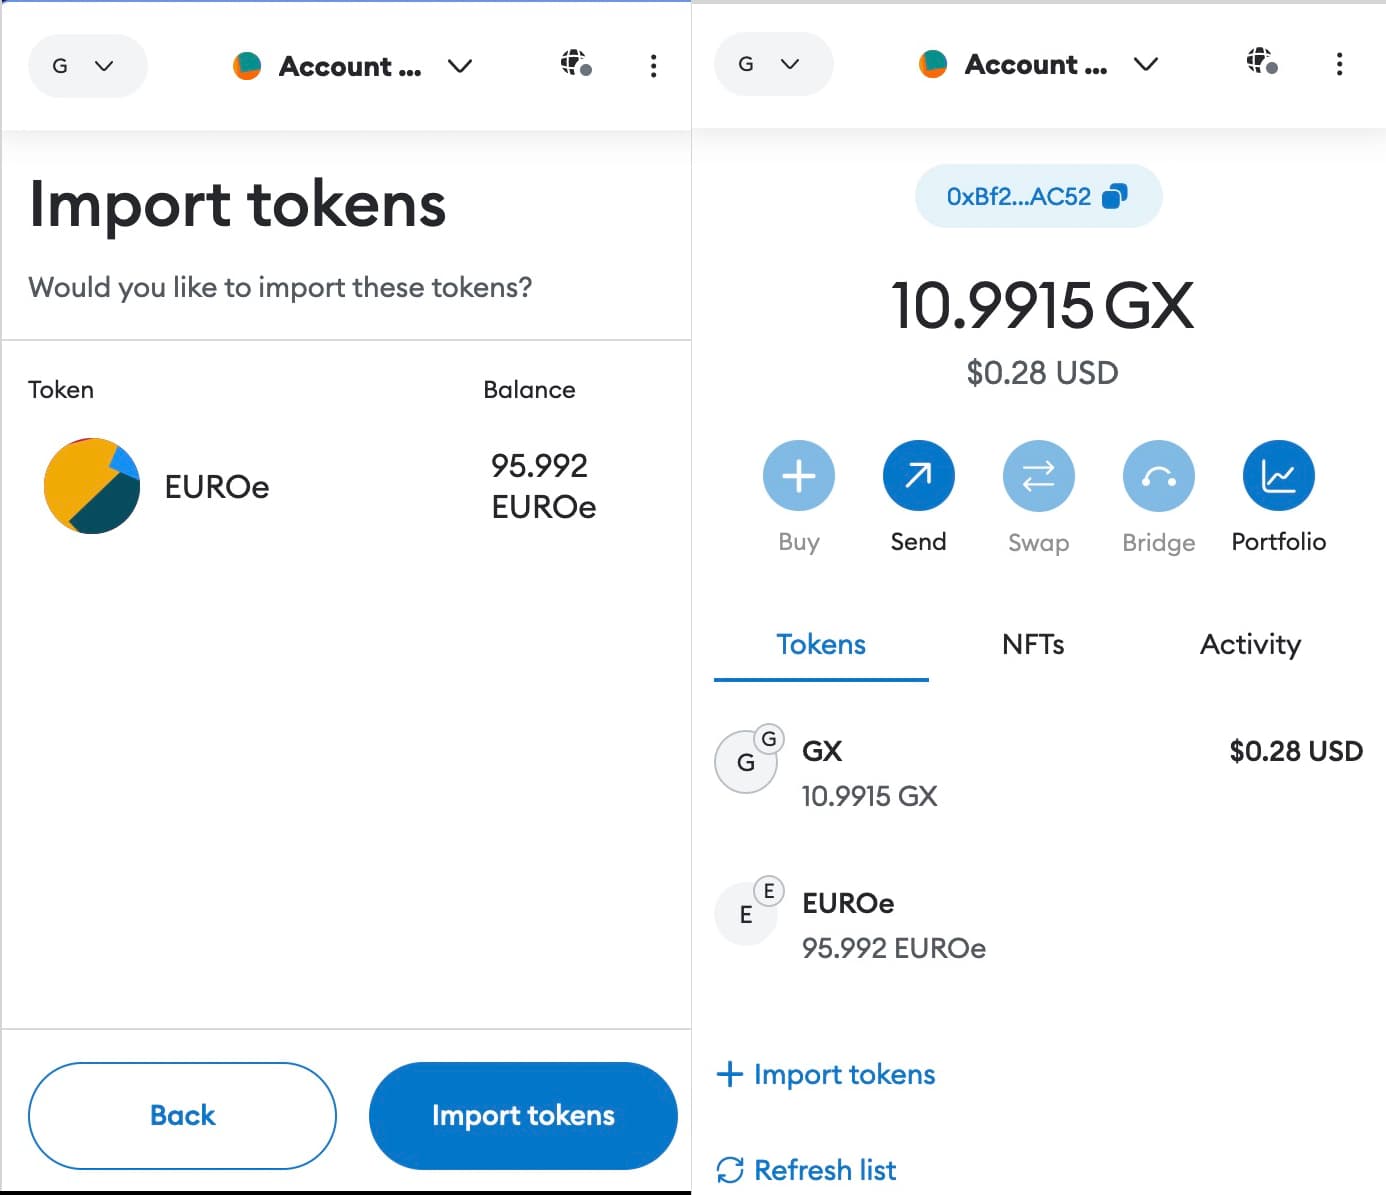 G
Account ...
Import tokens
Would you like to import these tokens?
Token Balance
EUROe
95.992
EUROe
Back
Import tokens
G
Account ...
0xBf2...AC52
10.9915 GX
$0.28 USD
Buy
Send
Swap
Bridge
Portfolio
Tokens
NFTs
Activity
G
G
GX
$0.28 USD
10.9915 GX
E
E
EUROe
95.992 EUROe
+ Import tokens
Refresh list